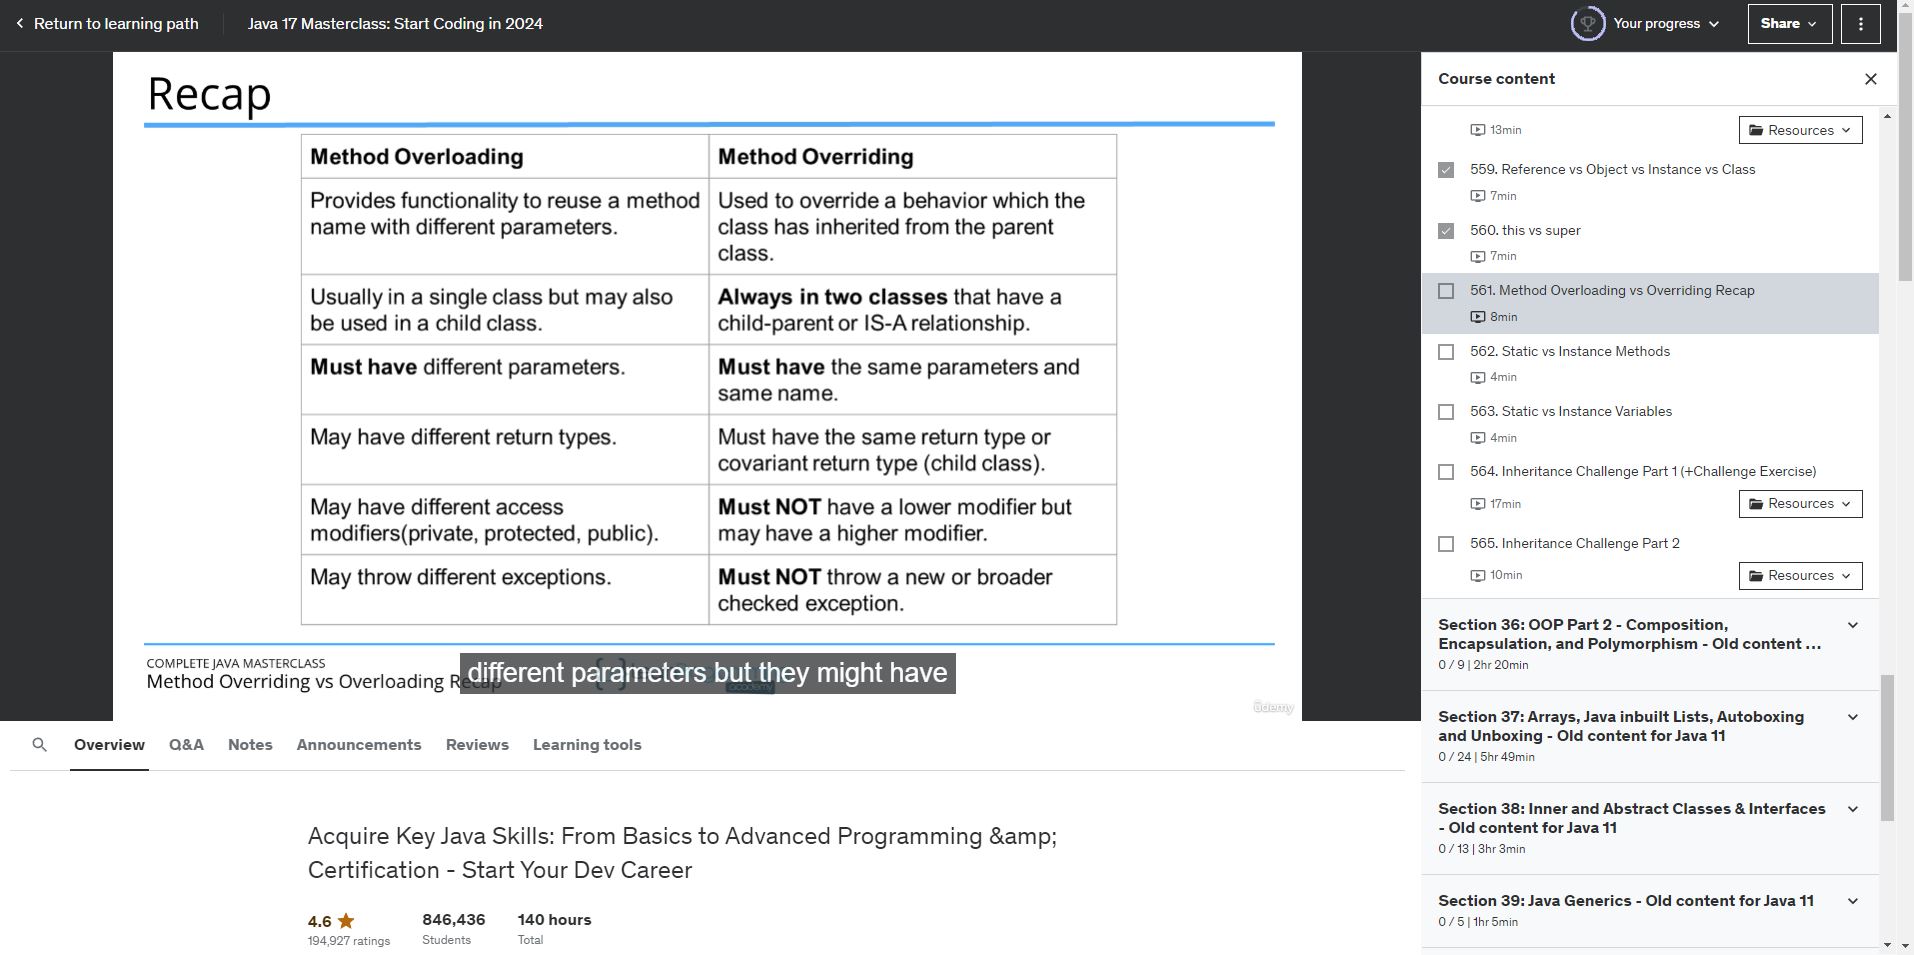 Return to learning path
Java 17 Masterclass: Start Coding in 2024
Your progress
Share
Recap
Method Overloading
Method Overriding
Provides functionality to reuse a method
name with different parameters.
Used to override a behavior which the
class has inherited from the parent
class.
Usually in a single class but may also
be used in a child class.
Always in two classes that have a
child-parent or IS-A relationship.
Must have different parameters.
Must have the same parameters and
same name.
May have different return types.
Must have the same return type or
covariant return type (child class).
May have different access
modifiers(private, protected, public).
Must NOT have a lower modifier but
may have a higher modifier.
May throw different exceptions.
Must NOT throw a new or broader
checked exception.
COMPLETE JAVA MASTERCLASS
Method Overriding vs Overloading Recap
academy
different parameters but they might have
ûdemy
Course content
13min
Resources
559. Reference vs Object vs Instance vs Class
7min
560. this vs super
7min
561. Method Overloading vs Overriding Recap
8min
562. Static vs Instance Methods
4min
563. Static vs Instance Variables
4min
564. Inheritance Challenge Part 1 (+Challenge Exercise)
17min
Resources
565. Inheritance Challenge Part 2
10min
Resources
Section 36: OOP Part 2 - Composition,
Encapsulation, and Polymorphism - Old content ...
0 / 9 | 2hr 20min
Section 37: Arrays, Java inbuilt Lists, Autoboxing
and Unboxing - Old content for Java 11
0 / 24 | 5hr 49min
Section 38: Inner and Abstract Classes & Interfaces
- Old content for Java 11
0 / 13 | 3hr 3min
Section 39: Java Generics - Old content for Java 11
0 / 5 | 1hr 5min
Overview
Q&A
Notes
Announcements
Reviews
Learning tools
Acquire Key Java Skills: From Basics to Advanced Programming &amp;
Certification - Start Your Dev Career
4.6
194,927 ratings
846,436
Students
140 hours
Total